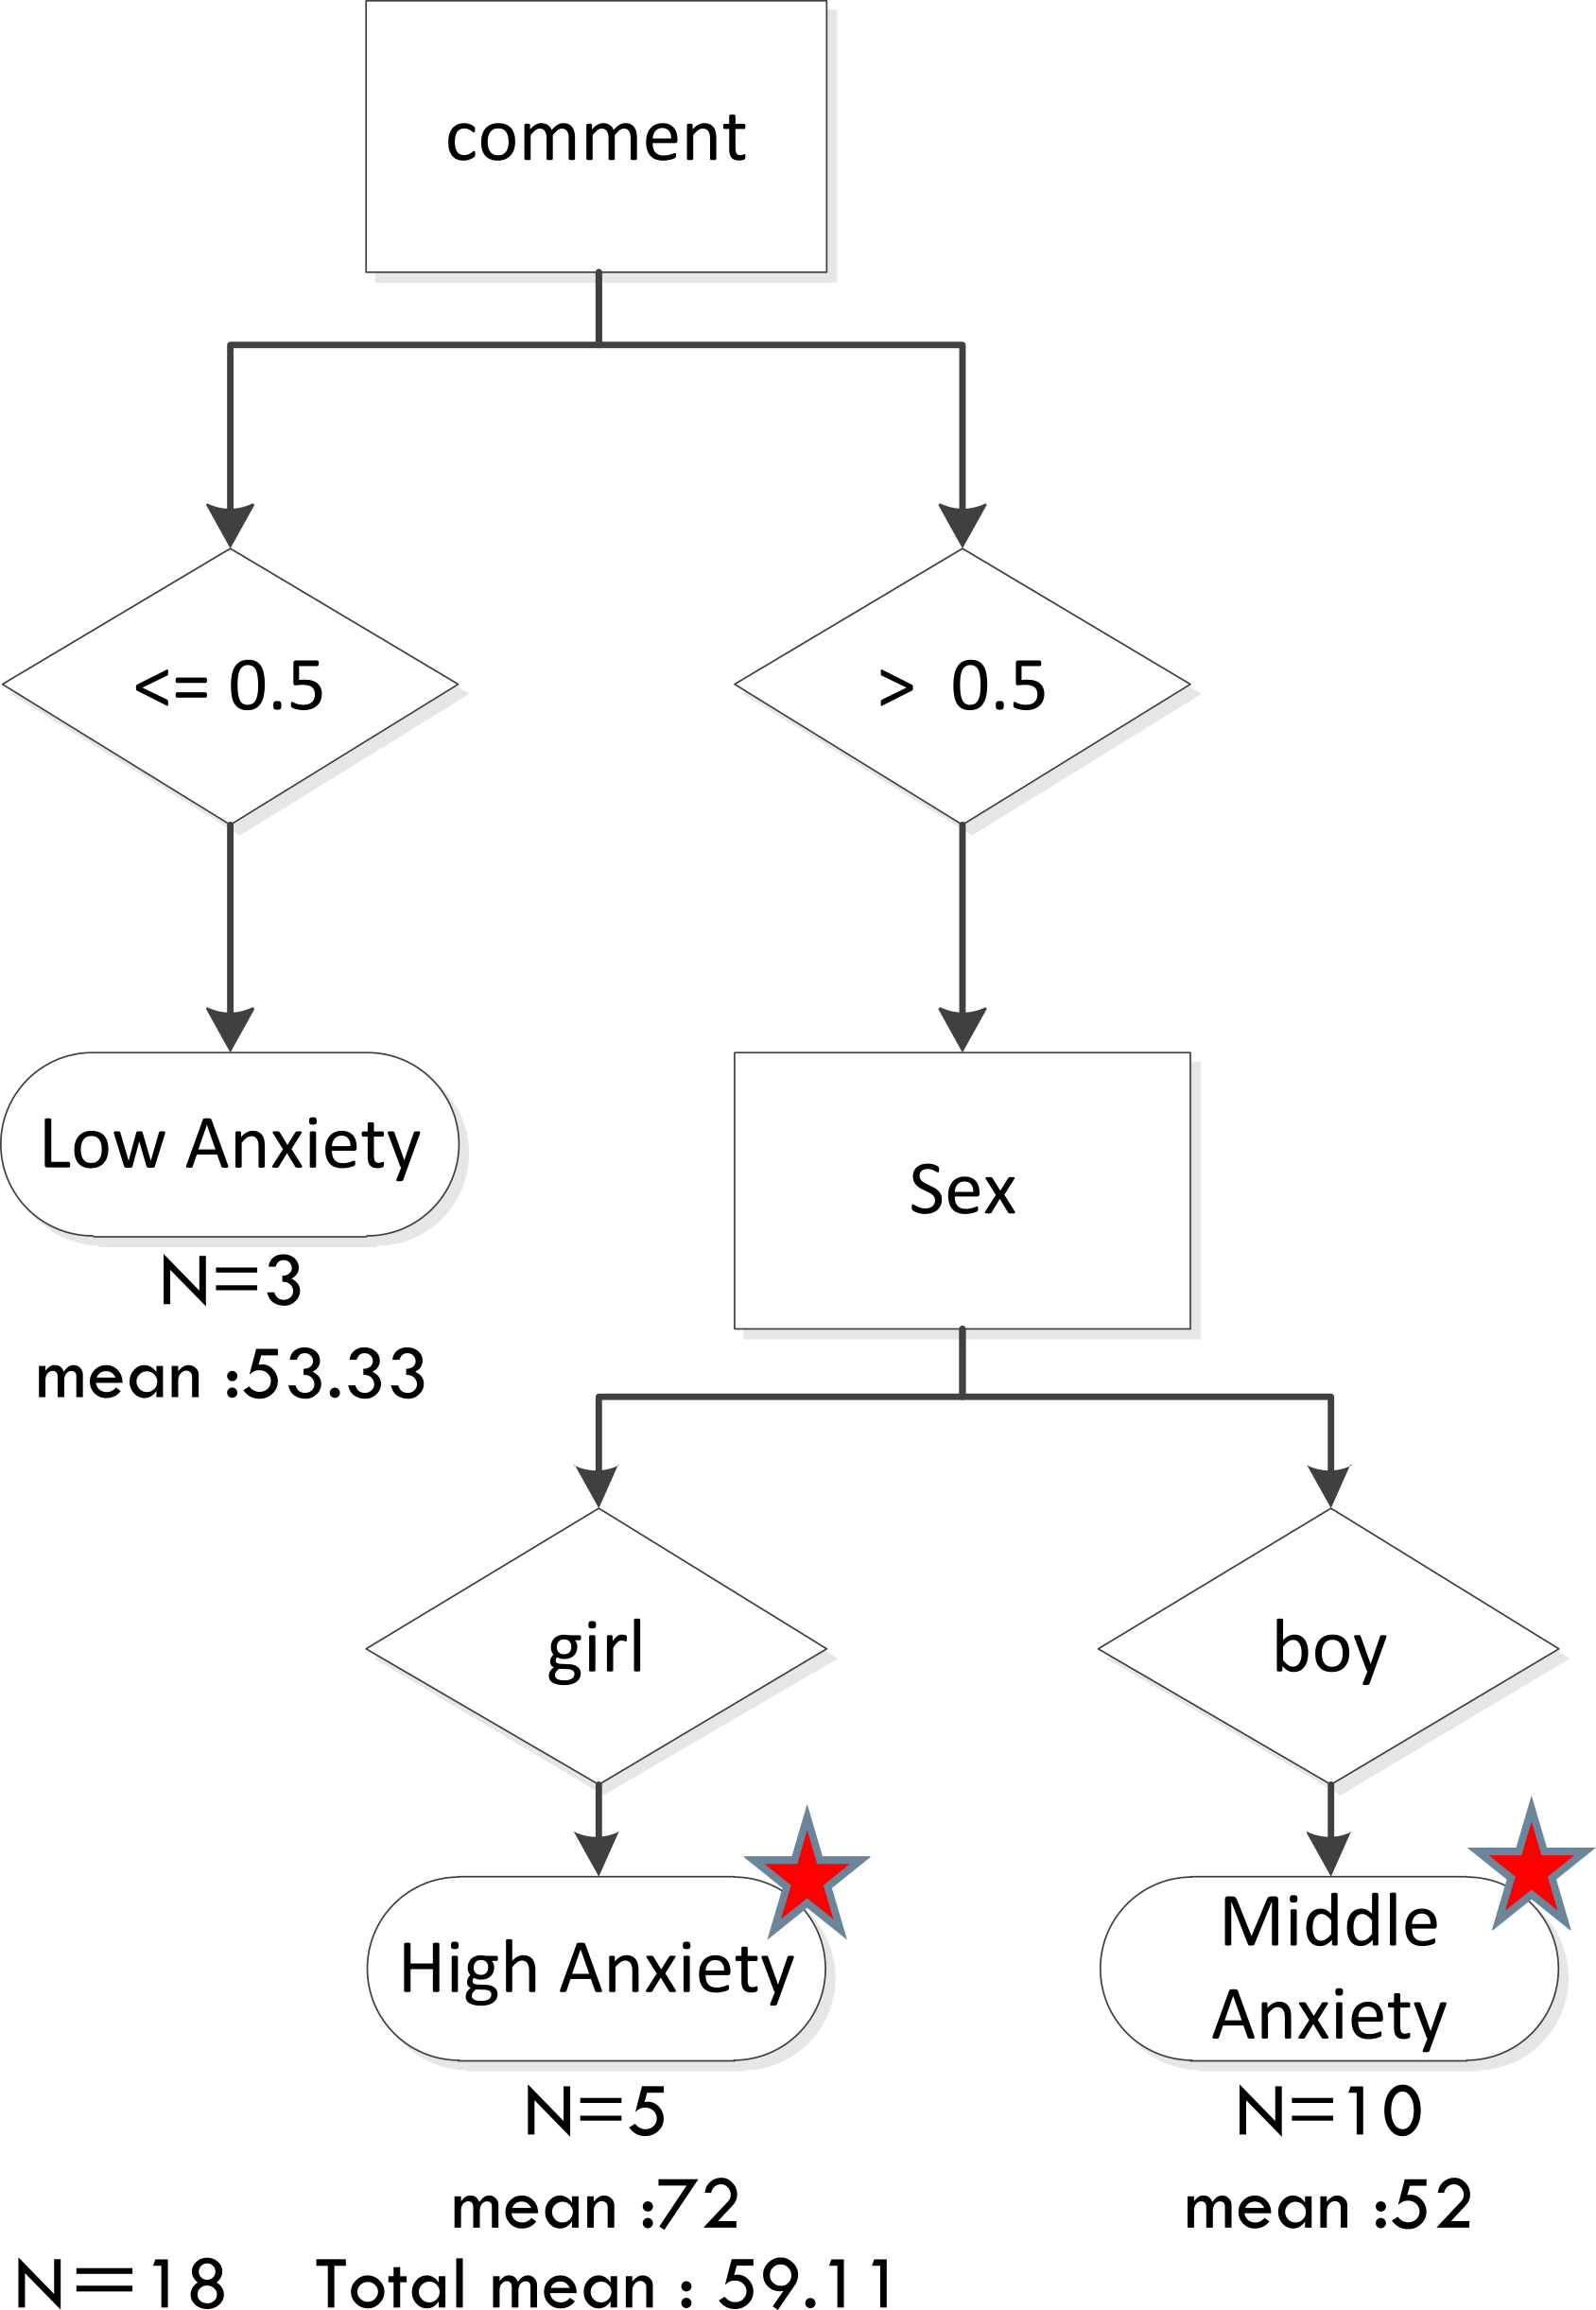 comment
<= 0.5
> 0.5
Low Anxiety
N=3
mean :53.33
Sex
girl
boy
High Anxiety
N=5
mean :72
Middle
Anxiety
N=10
mean :52
N=18 Total mean : 59.11